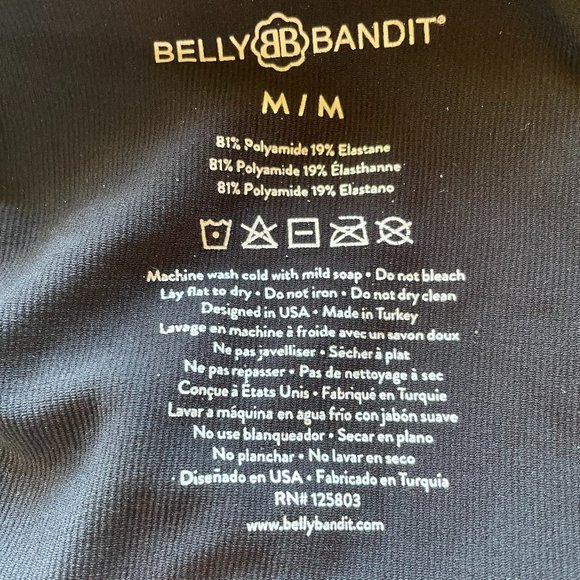 BELLY BB BANDIT®
M / M
81% Polyamide 19% Elastane
81% Polyamide 19% Élasthanne
81% Polyamide 19% Elastano
Machine wash cold with mild soap • Do not bleach
Lay flat to dry • Do not iron • Do not dry clean
Designed in USA • Made in Turkey
Lavage en machine à froide avec un savon doux
Ne pas javelliser • Sécher à plat
Ne pas repasser • Pas de nettoyage à sec
Conçue à États Unis • Fabriqué en Turquie
Lavar a máquina en agua frio con jabón suave
No use blanqueador • Secar en plano
No planchar • No lavar en seco
Diseñado en USA • Fabricado en Turquia
RN# 125803
www.bellybandit.com